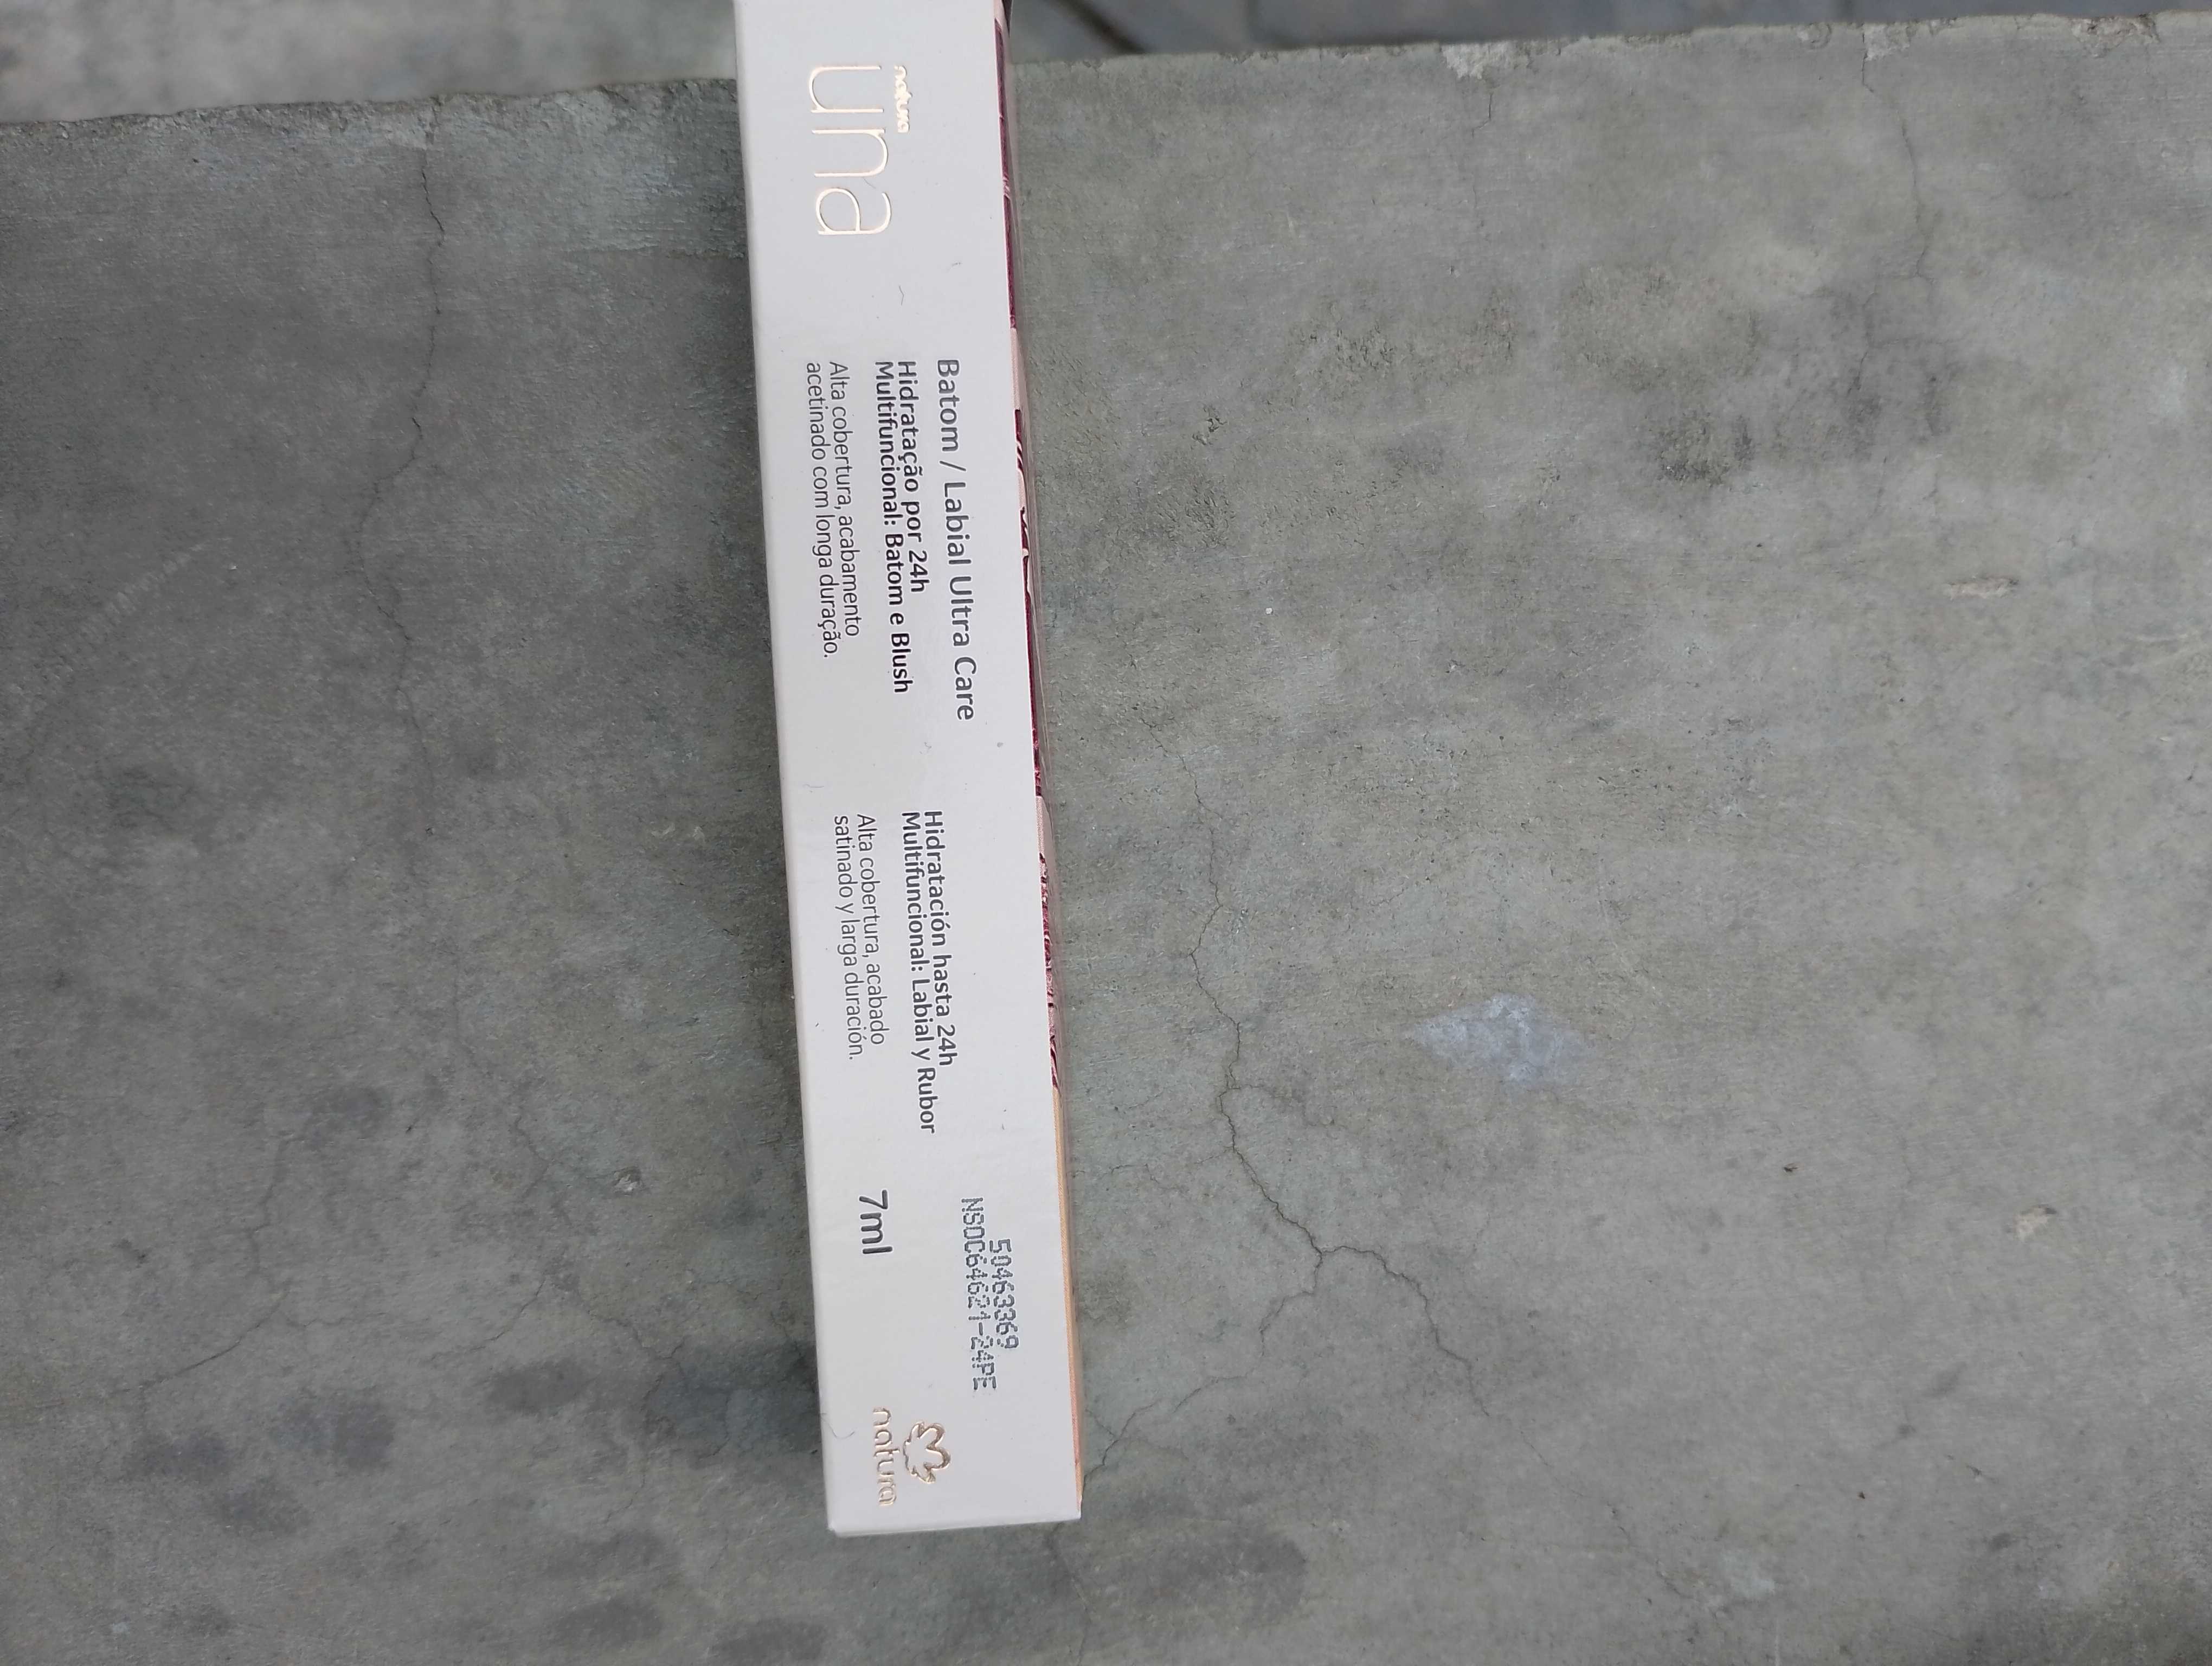 natura
una
Batom / Labial Ultra Care
Hidratação por 24h
Multifuncional: Batom e Blush
Alta cobertura, acabamento
acetinado com longa duração.
Hidratación hasta 24h
Multifuncional: Labial y Rubor
Alta cobertura, acabado
satinado y larga duración.
7ml
50463369
NSOC64621-24PE
natura